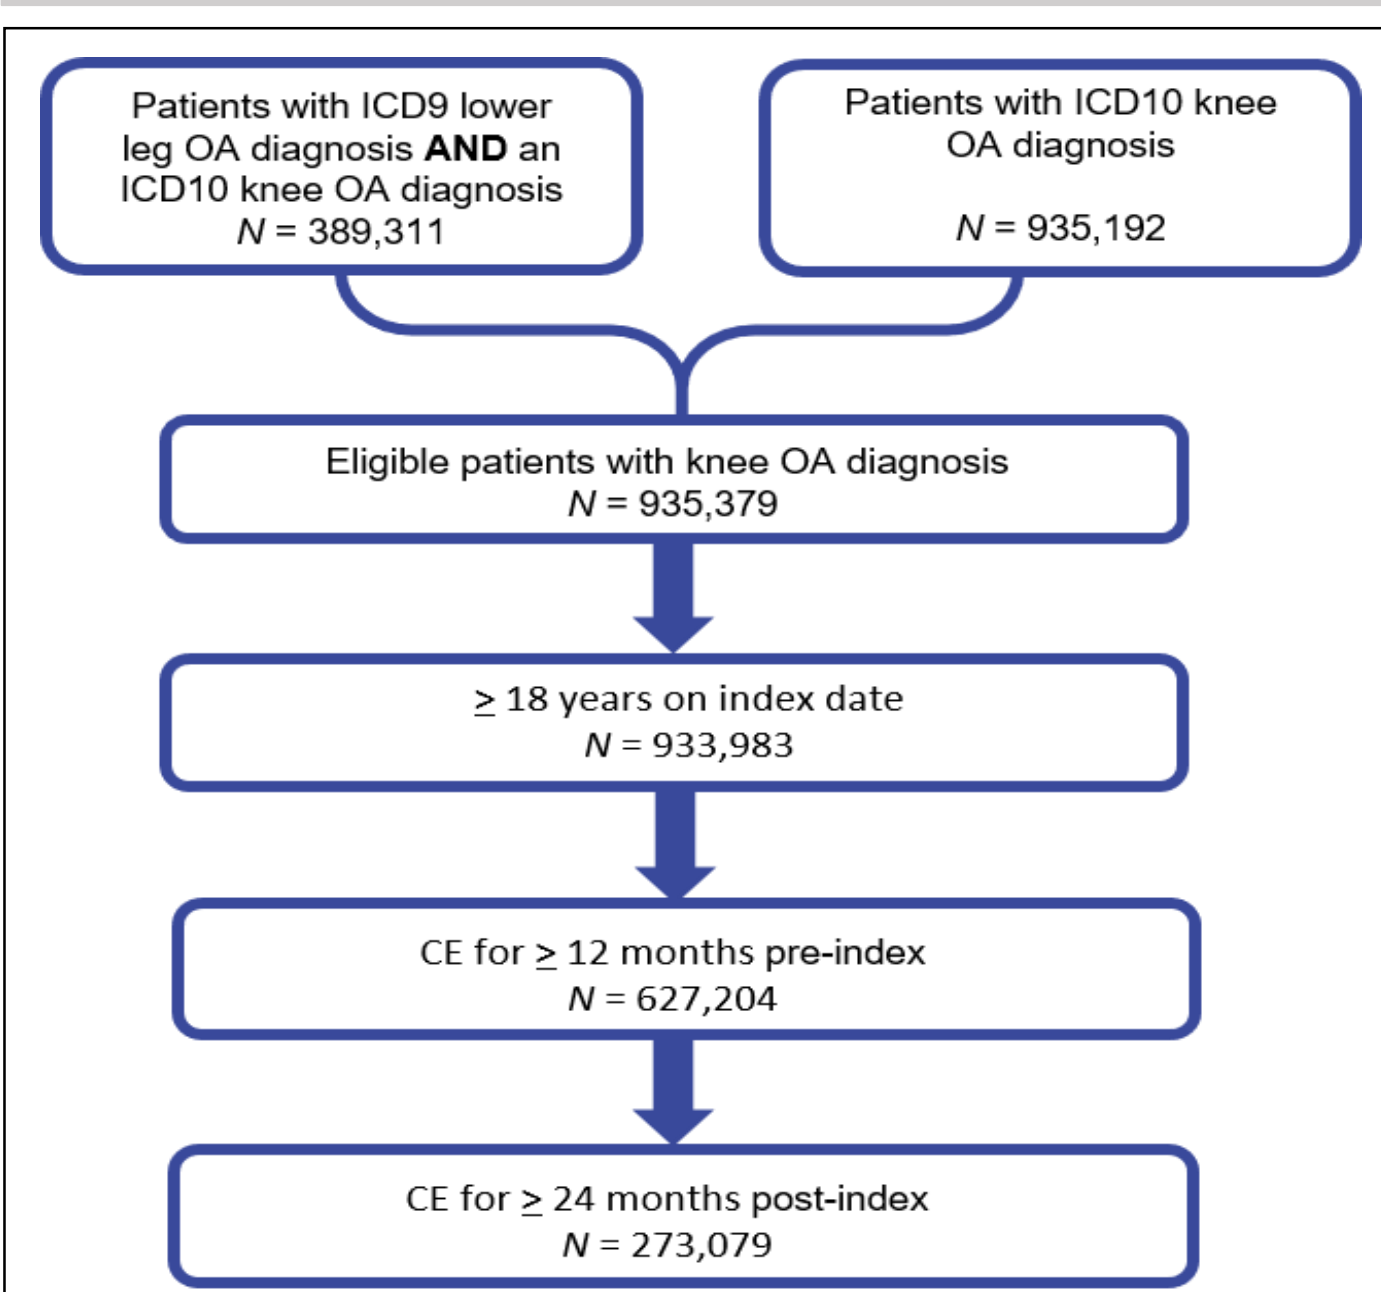 Patients with ICD9 lower
leg OA diagnosis AND an
ICD10 knee OA diagnosis
N = 389,311
Patients with ICD10 knee
OA diagnosis
N = 935,192
Eligible patients with knee OA diagnosis
N = 935,379
≥ 18 years on index date
N = 933,983
CE for ≥ 12 months pre-index
N = 627,204
CE for ≥ 24 months post-index
N = 273,079